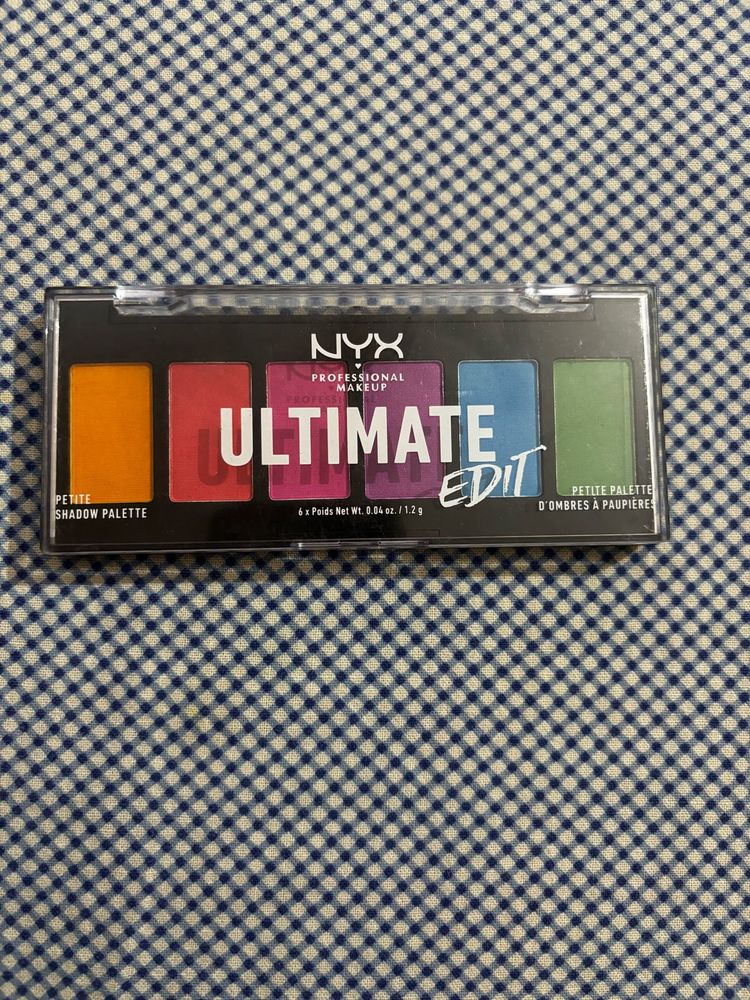 NYX
PROFESSIONAL
MAKEUP
ULTIMATE
EDIT
PETITE
SHADOW PALETTE
6 x Poids Net Wt. 0.04 oz. / 1.2 g
PETITE PALETTE
D'OMBRES À PAUPIÈRES